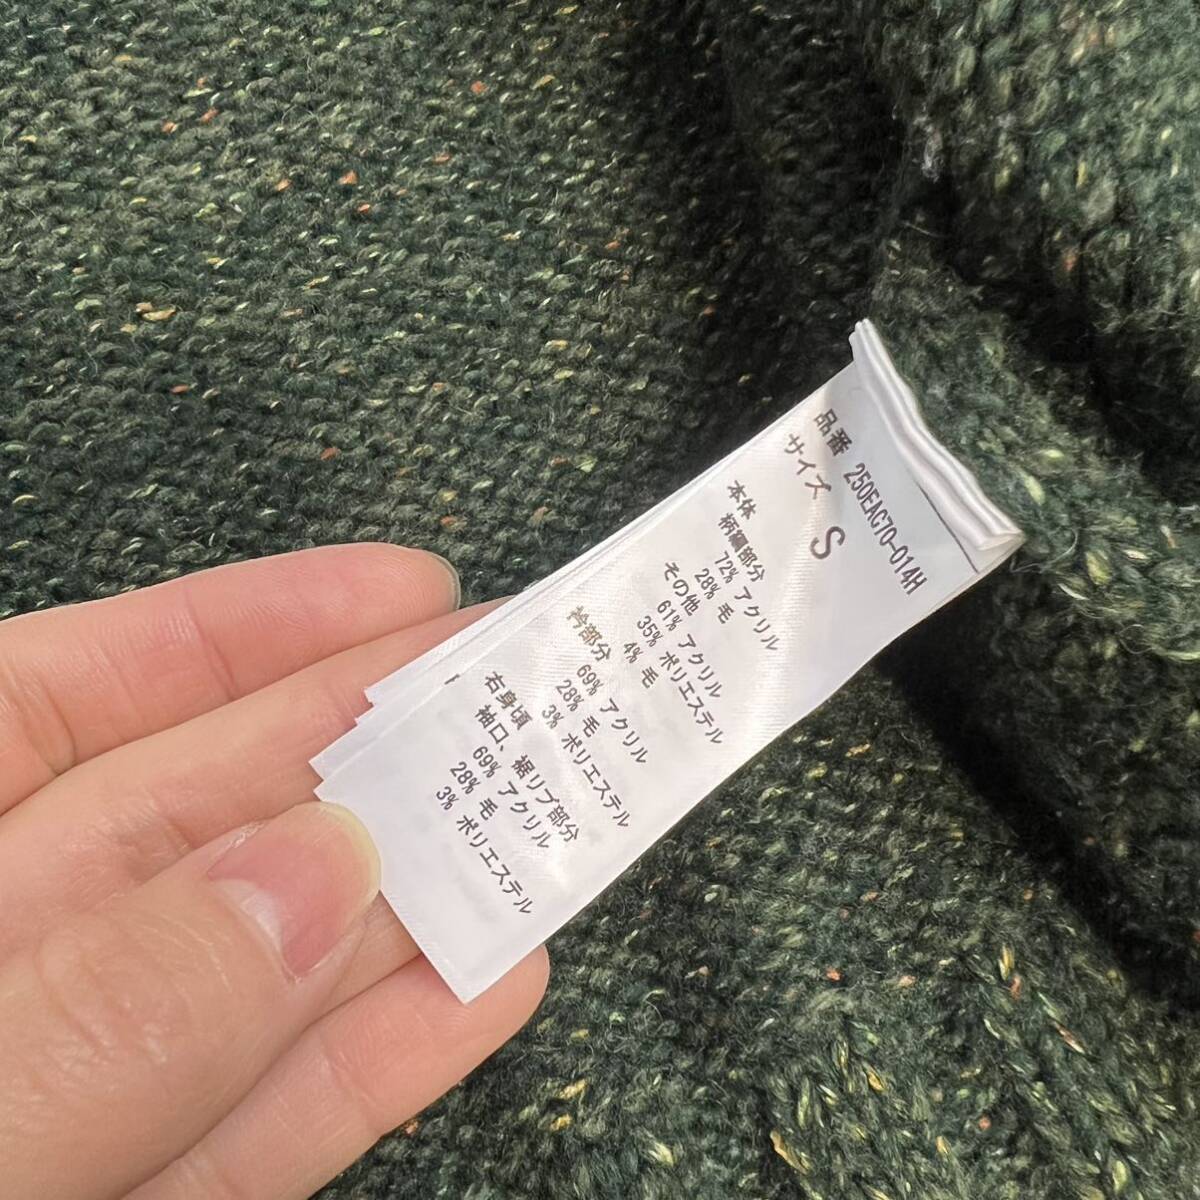 品番 250EAC70-014H
サイズ S
本体
柄編部分
72% アクリル
28% 毛
その他
61% アクリル
35% ポリエステル
4% 毛
衿部分
69% アクリル
28% 毛
3% ポリエステル
右身頃
袖口、裾リブ部分
69% アクリル
28% 毛
3% ポリエステル